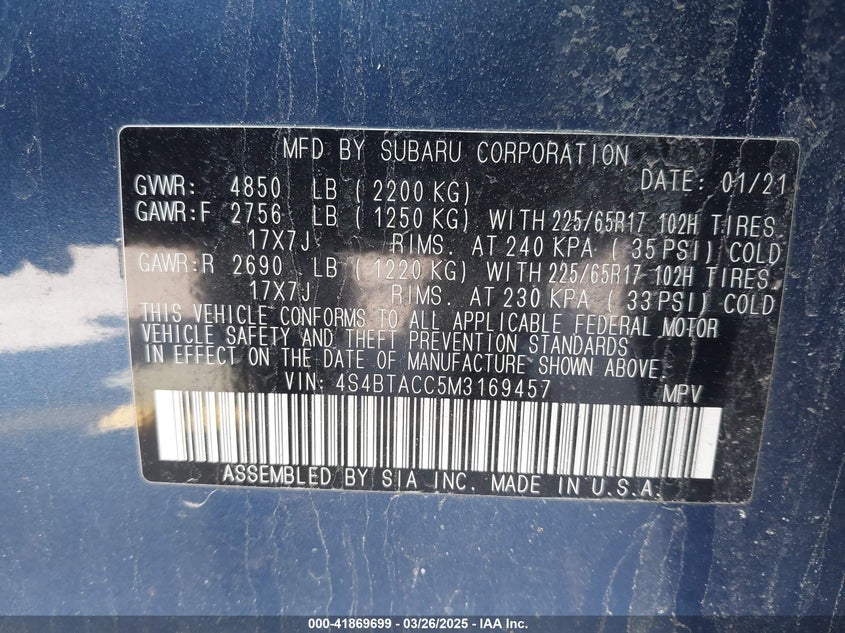 MFD BY SUBARU CORPORATION
DATE: 01/21
GVWR: 4850 LB ( 2200 KG)
GAWR:F 2756 LB ( 1250 KG) WITH 225/65R17 102H TIRES.
17X7J RIMS. AT 240 KPA ( 35 PSI) COLD
GAWR:R 2690 LB ( 1220 KG) WITH 225/65R17 102H TIRES.
17X7J RIMS. AT 230 KPA ( 33 PSI) COLD
THIS VEHICLE CONFORMS TO ALL APPLICABLE FEDERAL MOTOR
VEHICLE SAFETY AND THEFT PREVENTION STANDARDS
IN EFFECT ON THE DATE OF MANUFACTURE SHOWN ABOVE.
VIN: 4S4BTACC5M3169457 MPV
ASSEMBLED BY SIA INC. MADE IN U.S.A.
000-41869699 - 03/26/2025 - IAA Inc.